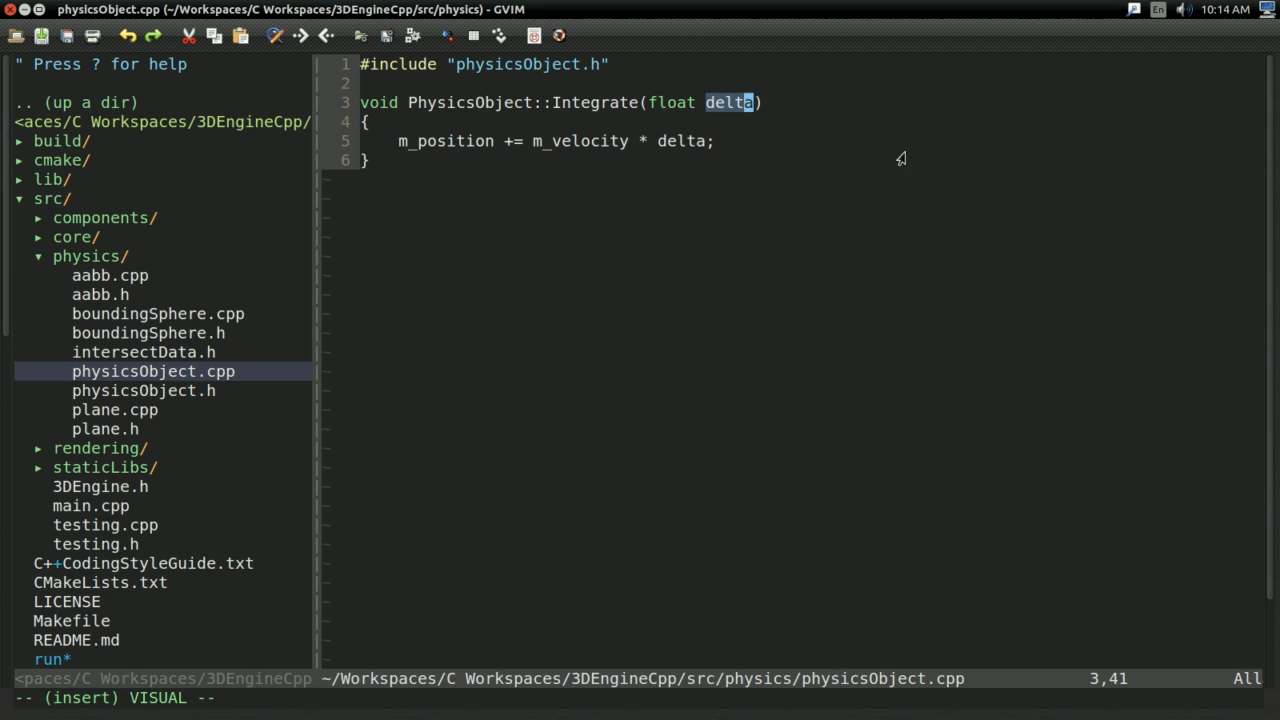 physicsObject.cpp (~/Workspaces/C Workspaces/3DEngineCpp/src/physics) - GVIM
En
10:14 AM
" Press ? for help
.. (up a dir)
<aces/C Workspaces/3DEngineCpp/
▸ build/
▸ cmake/
▸ lib/
▾ src/
▸ components/
▸ core/
▾ physics/
aabb.cpp
aabb.h
boundingSphere.cpp
boundingSphere.h
intersectData.h
physicsObject.cpp
physicsObject.h
plane.cpp
plane.h
▸ rendering/
▸ staticLibs/
3DEngine.h
main.cpp
testing.cpp
testing.h
C++CodingStyleGuide.txt
CMakeLists.txt
LICENSE
Makefile
README.md
run*
1 #include "physicsObject.h"
2
3 void PhysicsObject::Integrate(float delta)
4 {
5 m_position += m_velocity * delta;
6 }
<paces/C Workspaces/3DEngineCpp ~/Workspaces/C Workspaces/3DEngineCpp/src/physics/physicsObject.cpp 3,41 All
-- (insert) VISUAL --